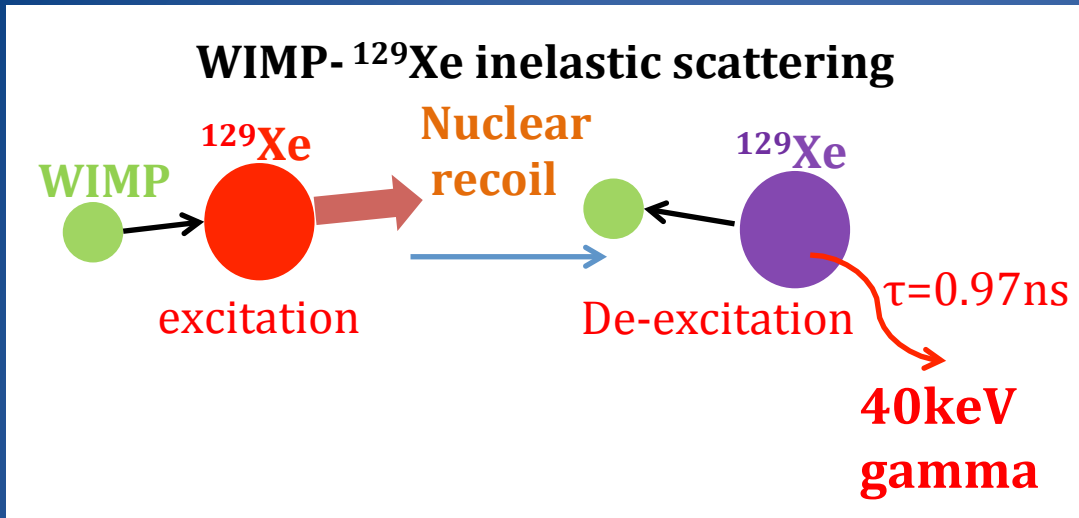 WIMP- ¹²⁹Xe inelastic scattering
WIMP
¹²⁹Xe
Nuclear
recoil
¹²⁹Xe
excitation
De-excitation
τ=0.97ns
40keV
gamma